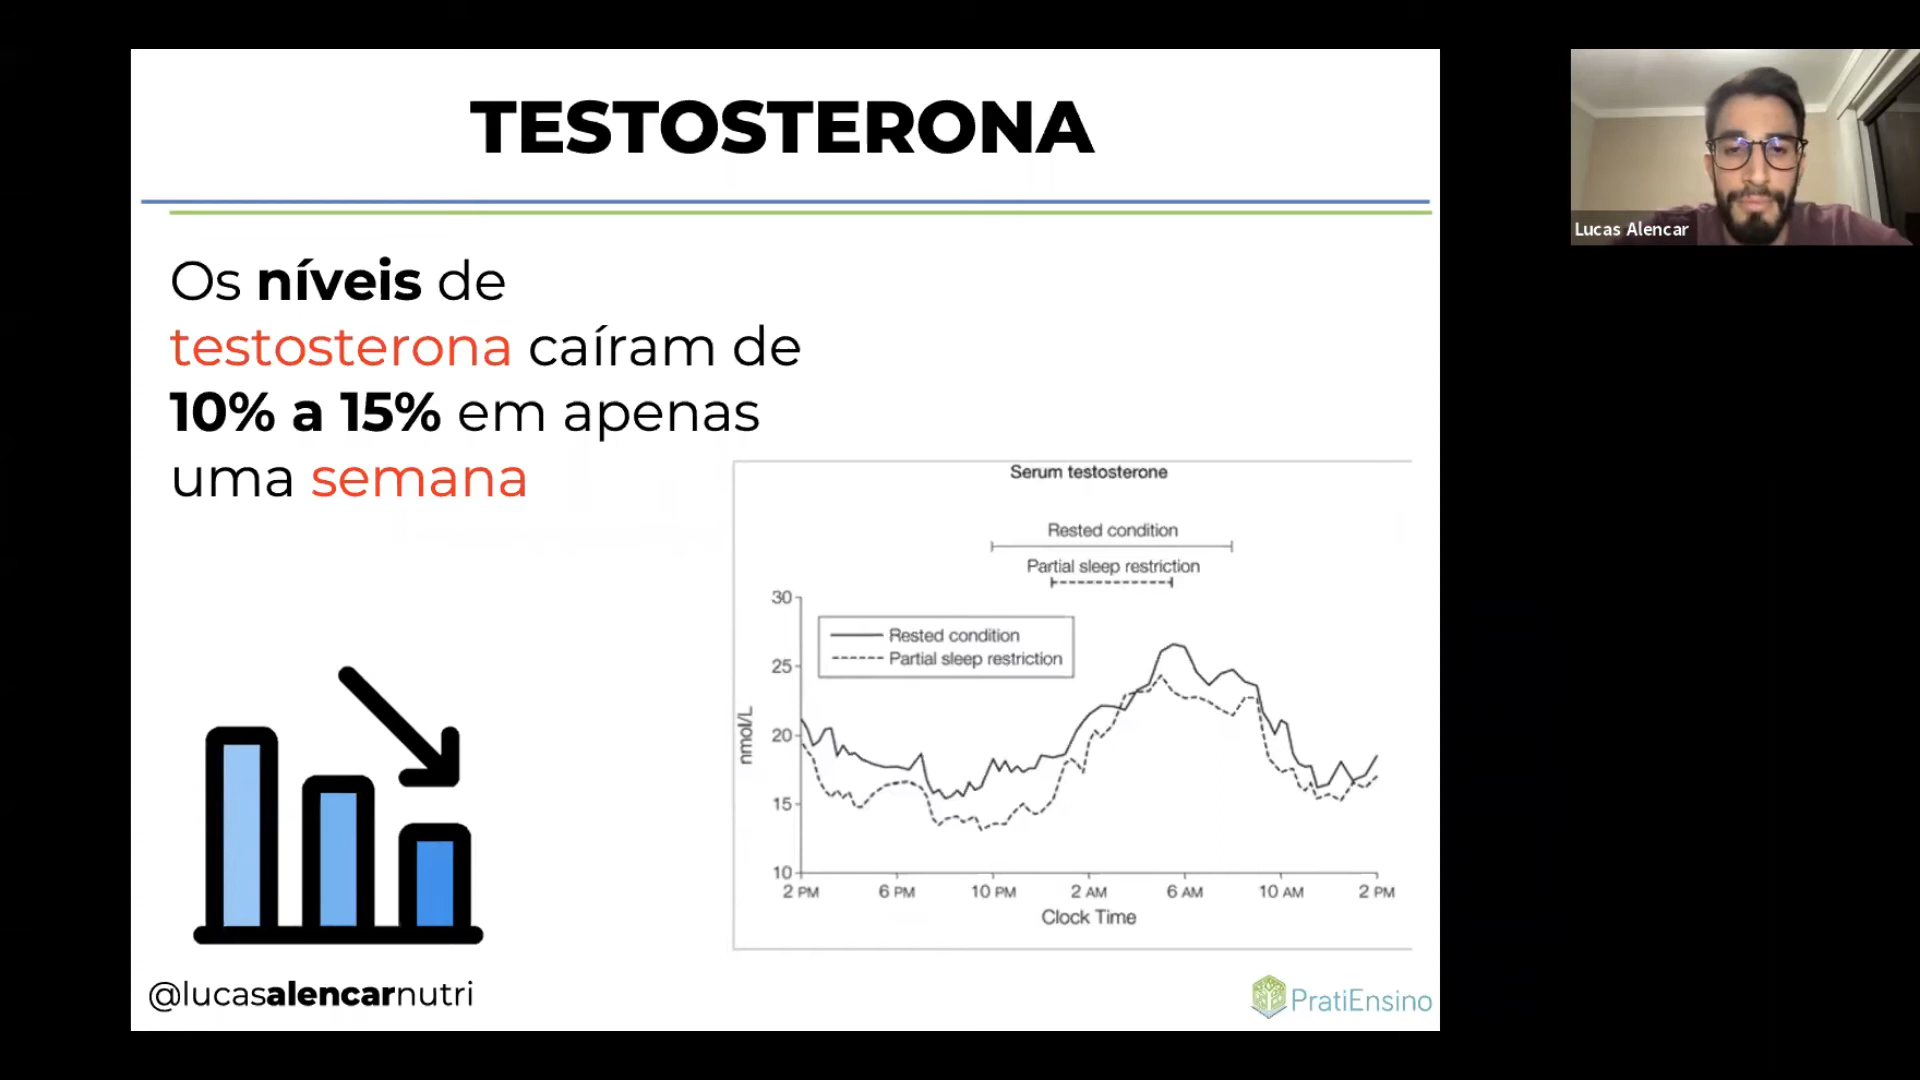 TESTOSTERONA
Os níveis de
testosterona caíram de
10% a 15% em apenas
uma semana
Serum testosterone
Rested condition
Partial sleep restriction
Rested condition
Partial sleep restriction
nmol/L
30
25
20
15
10
2 PM 6 PM 10 PM 2 AM 6 AM 10 AM 2 PM
Clock Time
@lucasalencarnutri
PratiEnsino
Lucas Alencar